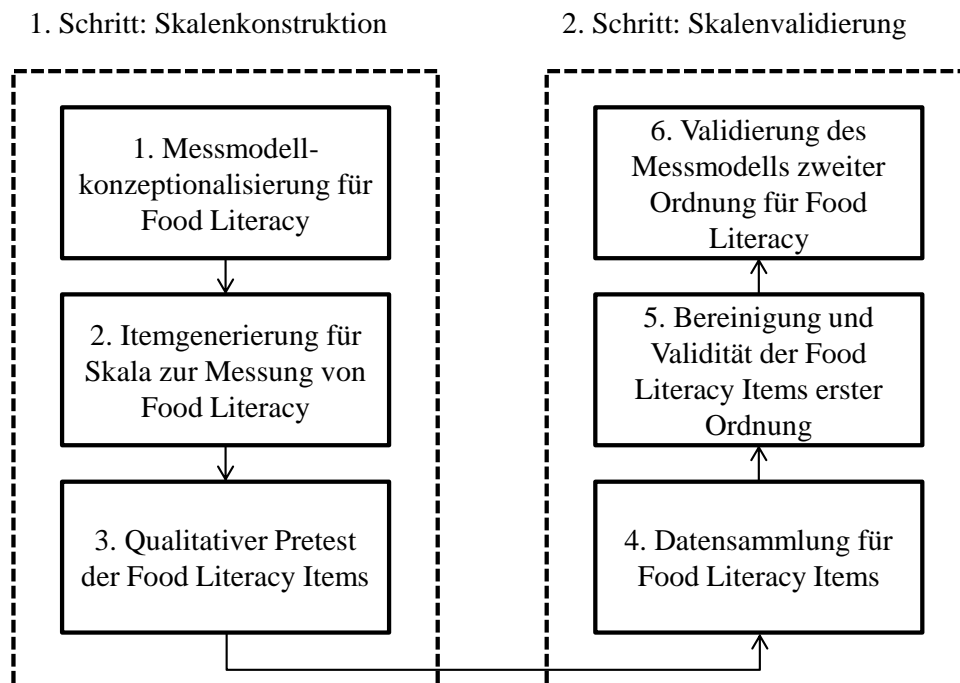 1. Schritt: Skalenkonstruktion
1. Messmodell-
konzeptionalisierung für
Food Literacy
2. Itemgenerierung für
Skala zur Messung von
Food Literacy
3. Qualitativer Pretest
der Food Literacy Items
2. Schritt: Skalenvalidierung
6. Validierung des
Messmodells zweiter
Ordnung für Food
Literacy
5. Bereinigung und
Validität der Food
Literacy Items erster
Ordnung
4. Datensammlung für
Food Literacy Items